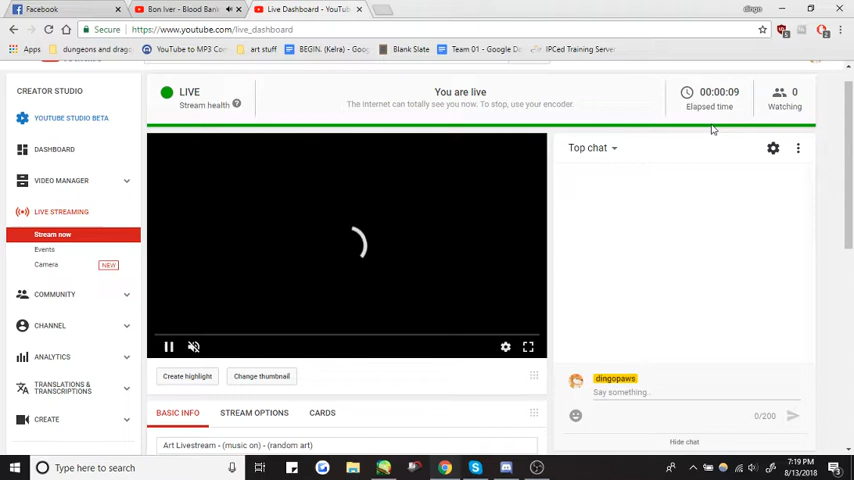 dingo
Facebook
Bon Iver - Blood Bank
Live Dashboard - YouTu
Secure
https://www.youtube.com/live_dashboard
Apps
dungeons and drago
YouTube to MP3 Com
art stuff
BEGIN. (Kelra) - Goo
Blank Slate
Team 01 - Google Do
IPCed Training Serve
CREATOR STUDIO
YOUTUBE STUDIO BETA
DASHBOARD
VIDEO MANAGER
LIVE STREAMING
Stream now
Events
Camera
NEW
COMMUNITY
CHANNEL
ANALYTICS
TRANSLATIONS &
TRANSCRIPTIONS
CREATE
LIVE
Stream health
You are live
The Internet can totally see you now. To stop, use your encoder.
00:00:09
Elapsed time
0
Watching
Create highlight
Change thumbnail
BASIC INFO
STREAM OPTIONS
CARDS
Art Livestream - (music on) - (random art)
Top chat
dingopaws
Say something..
0/200
Hide chat
Type here to search
7:19 PM
8/13/2018